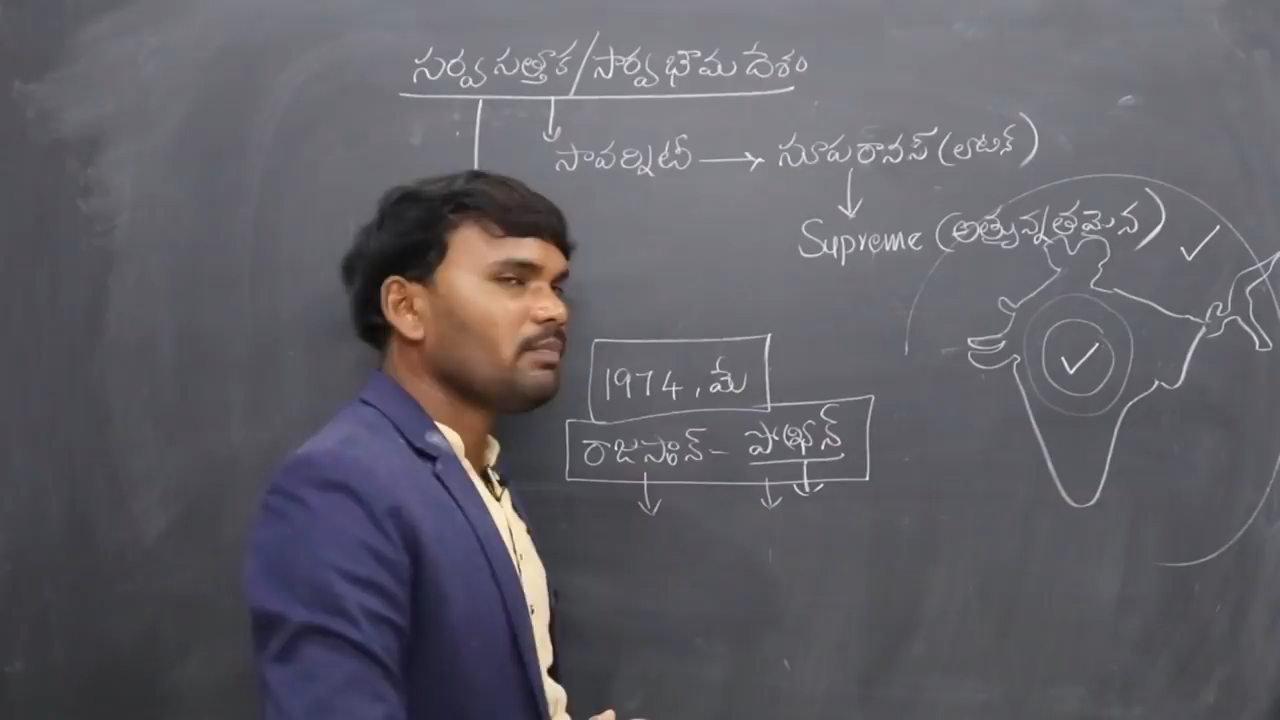 సర్వసత్తాక/సార్వభౌమ దేశం
సావర్నిటీ → సూపరానస్ (లాటిన్)
Supreme (అత్యున్నతమైన)
1974, మే
రాజస్థాన్ - పోఖ్రాన్